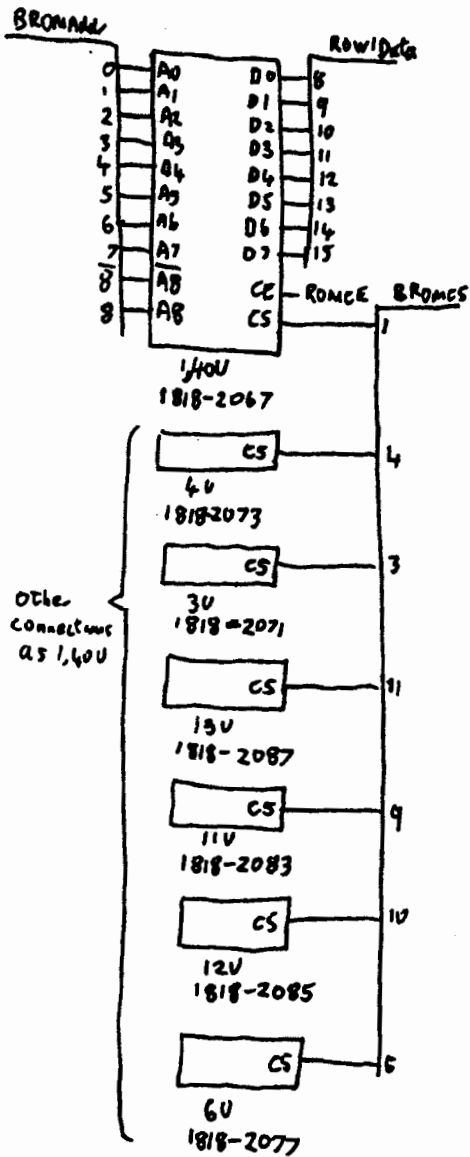 BROMAdd
ROW1Data
0 A0 D0 8
1 A1 D1 9
2 A2 D2 10
3 A3 D3 11
4 A4 D4 12
5 A5 D5 13
6 A6 D6 14
7 A7 D7 15
8 A8
8 A8
CE ROMCE
BROMCS
CS 1
1,40U
1818-2067
CS 4
4U
1818-2073
CS 3
3U
1818-2071
Other
connections
as 1,40U
CS 11
13U
1818-2087
CS 9
11U
1818-2083
CS 10
12U
1818-2085
CS 6
6U
1818-2077